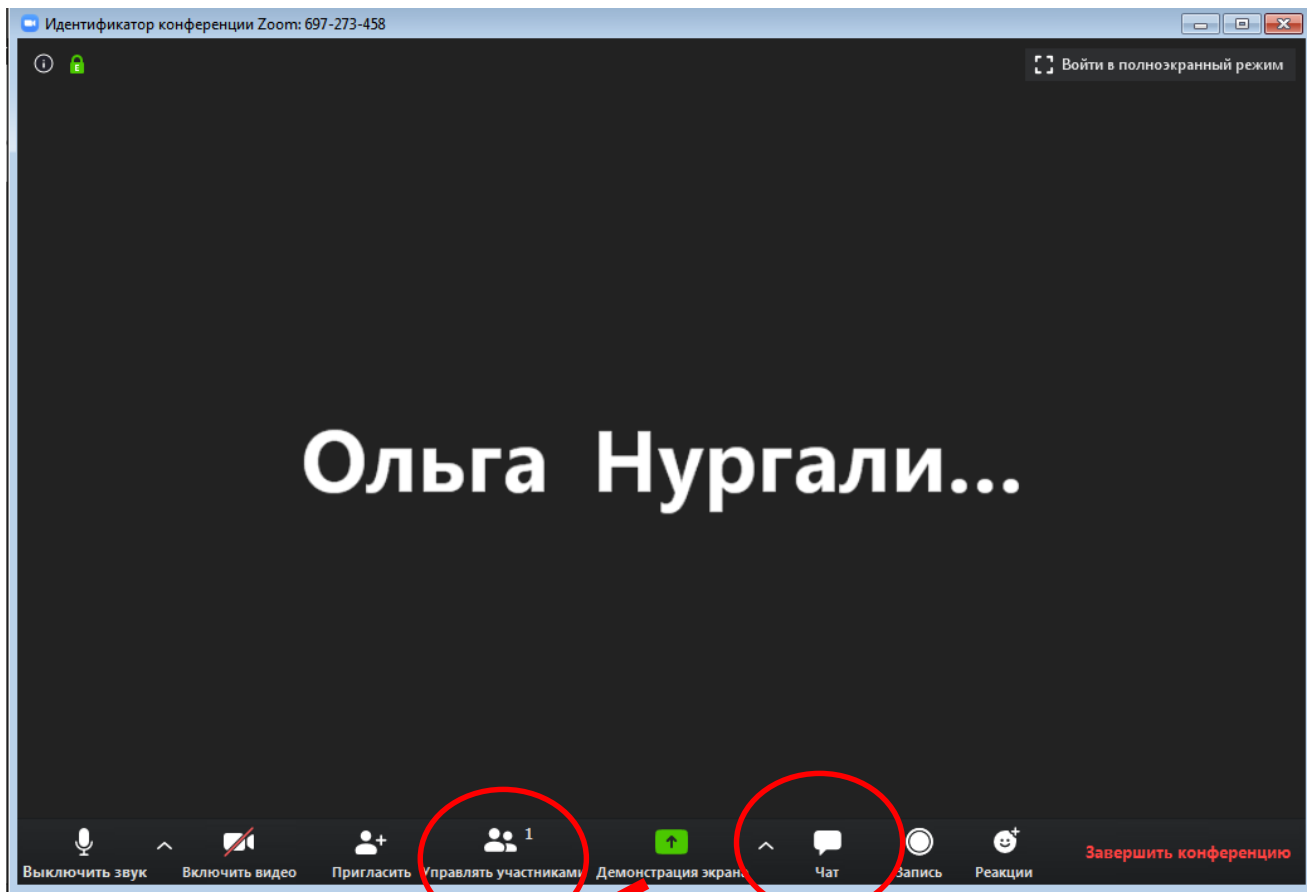 Идентификатор конференции Zoom: 697-273-458
Войти в полноэкранный режим
Ольга Нургали...
1
Выключить звук Включить видео Пригласить Управлять участниками Демонстрация экрана Чат Запись Реакции Завершить конференцию